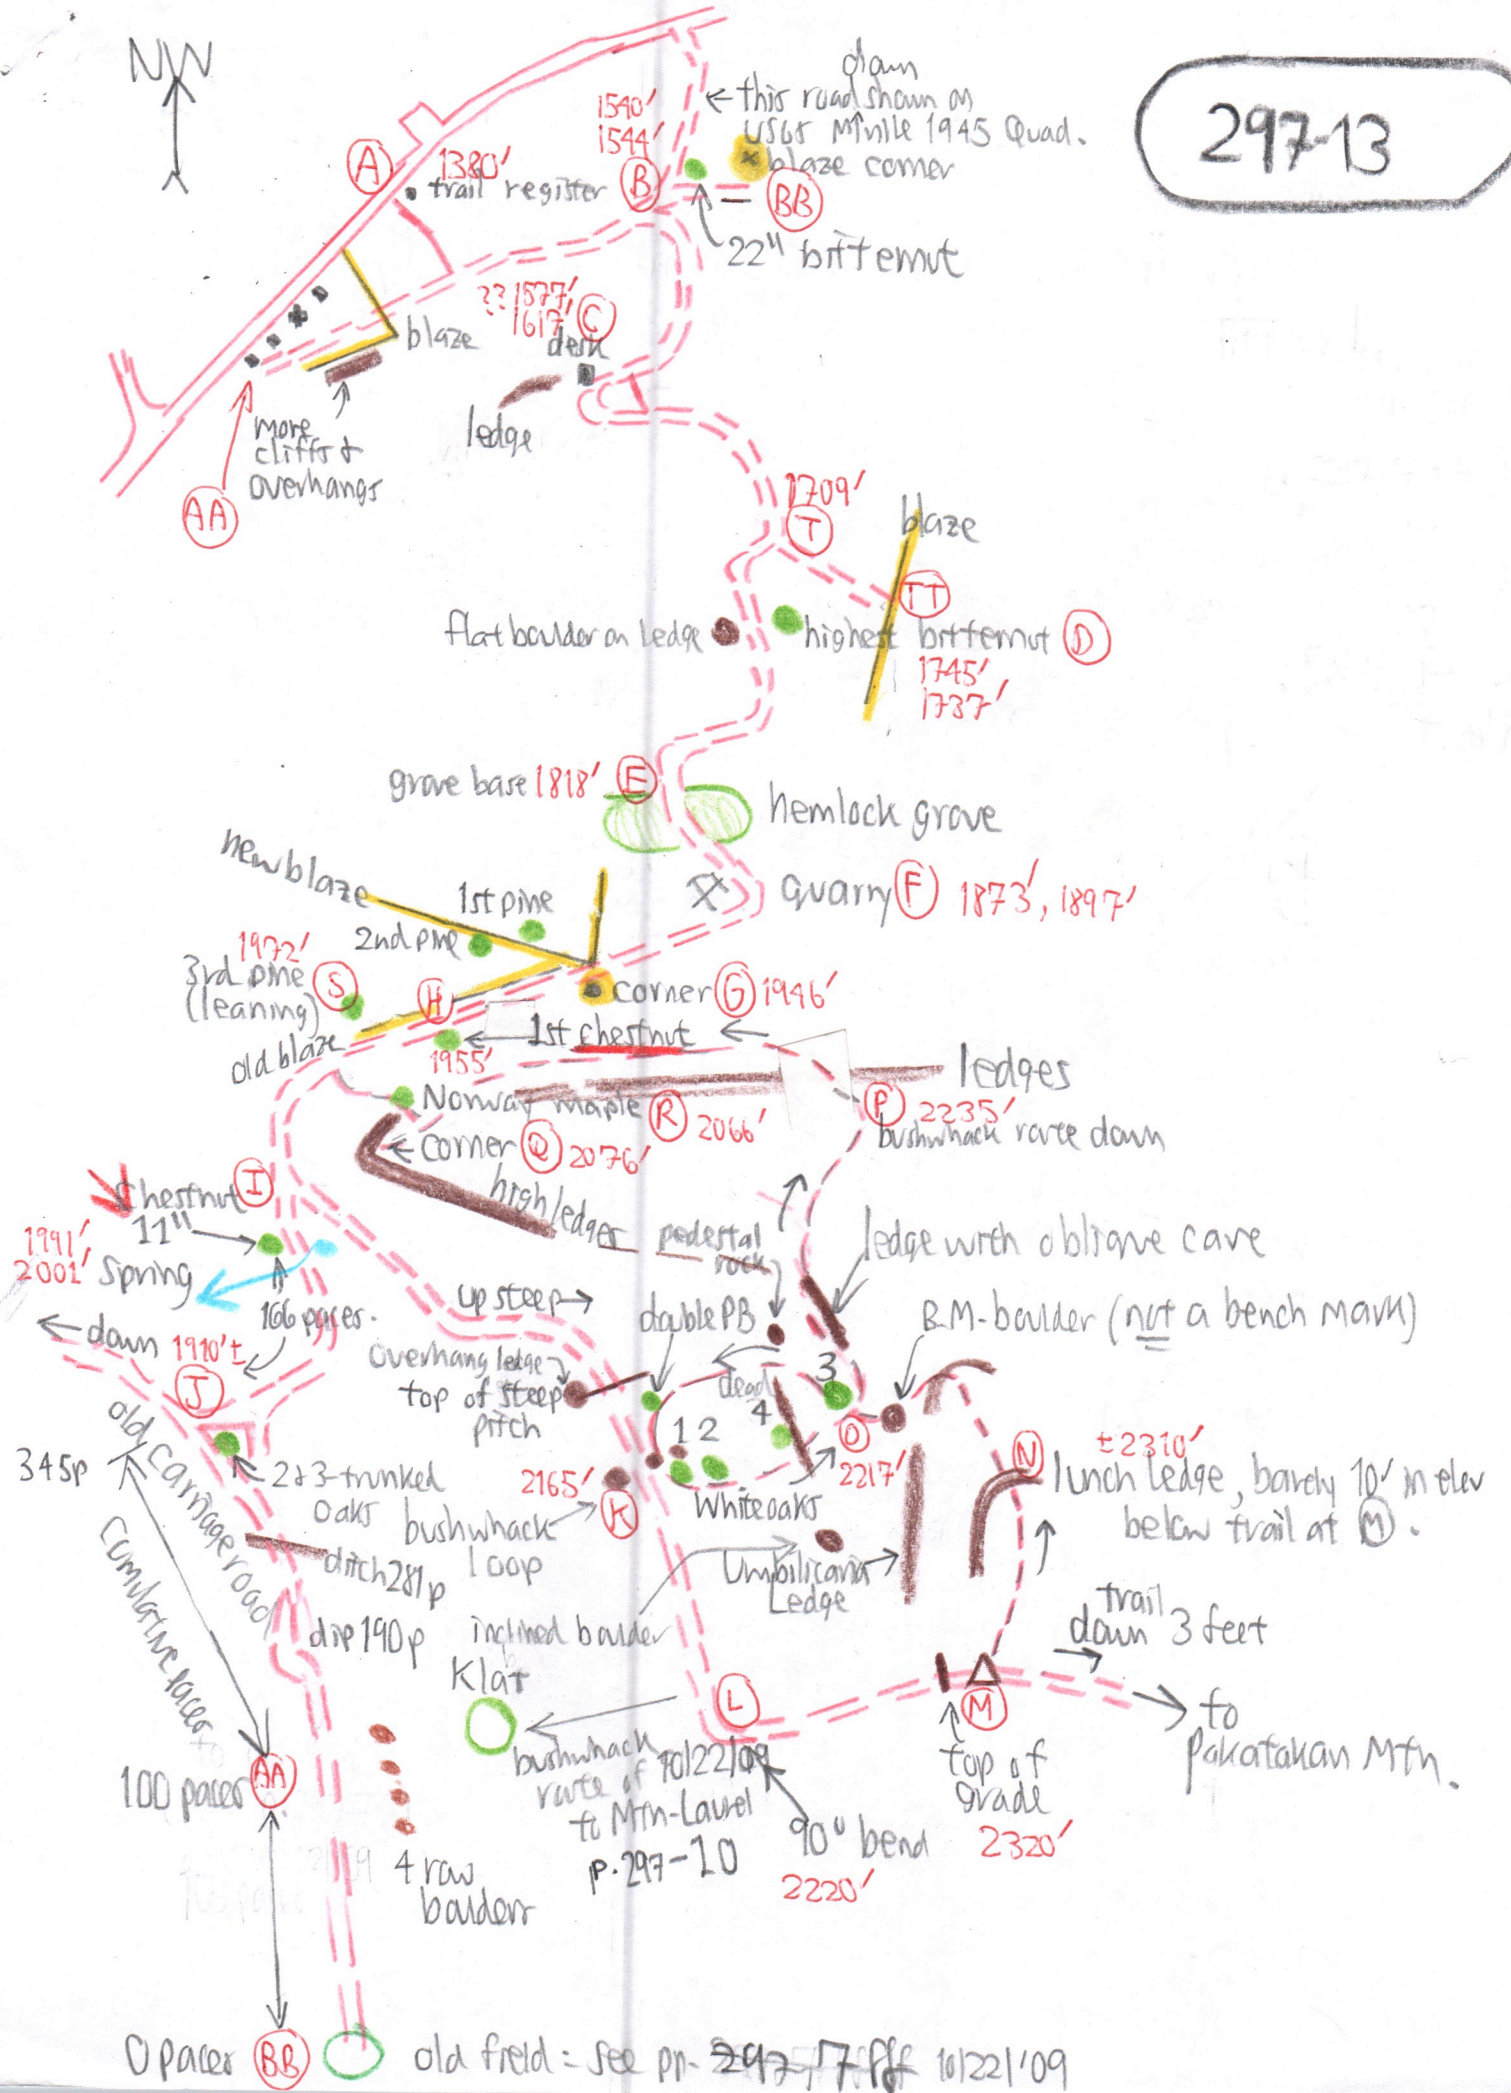 NW
297-13
down
1540'
1544'
←this road shown on
USGS M'ville 1945 Quad.
blaze corner
A
1380'
trail register
B
BB
22" bitternut
??1577'
1617'
C
desk
blaze
ledge
more
cliffs &
overhangs
AA
1709'
T
blaze
TT
flat boulder on ledge
highest bitternut D
1745'
1737'
grove base 1818' E
hemlock grove
new blaze
1st pine
2nd pine
quarry F 1873', 1897'
1972'
3rd pine
(leaning)
S
H
corner G 1946'
old blaze
1st chestnut
1955'
ledges
Norway maple R 2066'
P 2235'
bushwhack route down
corner Q 2076'
high ledges
chestnut I
11"
1991'
2001'
spring
166 paces
pedestal
rock
ledge with oblique cave
up steep→
double PB
B.M.-boulder (not a bench mark)
←down 1910'±
J
overhang ledge
top of steep
pitch
dead
3
4
1 2
O
2217'
N
±2310'
lunch ledge, barely 10' in elev
below trail at M.
old carriage road
345p
2&3-trunked
oaks
2165'
K
bushwhack
loop
White oaks
ditch 281p
Umbilicaria
Ledge
cumulative paces
dip 190p
inclined boulder
trail
down 3 feet
Klat
L
M
to
Pakatakan Mtn.
bushwhack
route of 10/22/09
to Mtn-Laurel
p.297-10
top of
grade
2320'
100 paces AA
90° bend
2220'
4 row
boulders
0 paces BB
old field = see pp. 297-17ff 10/22/'09